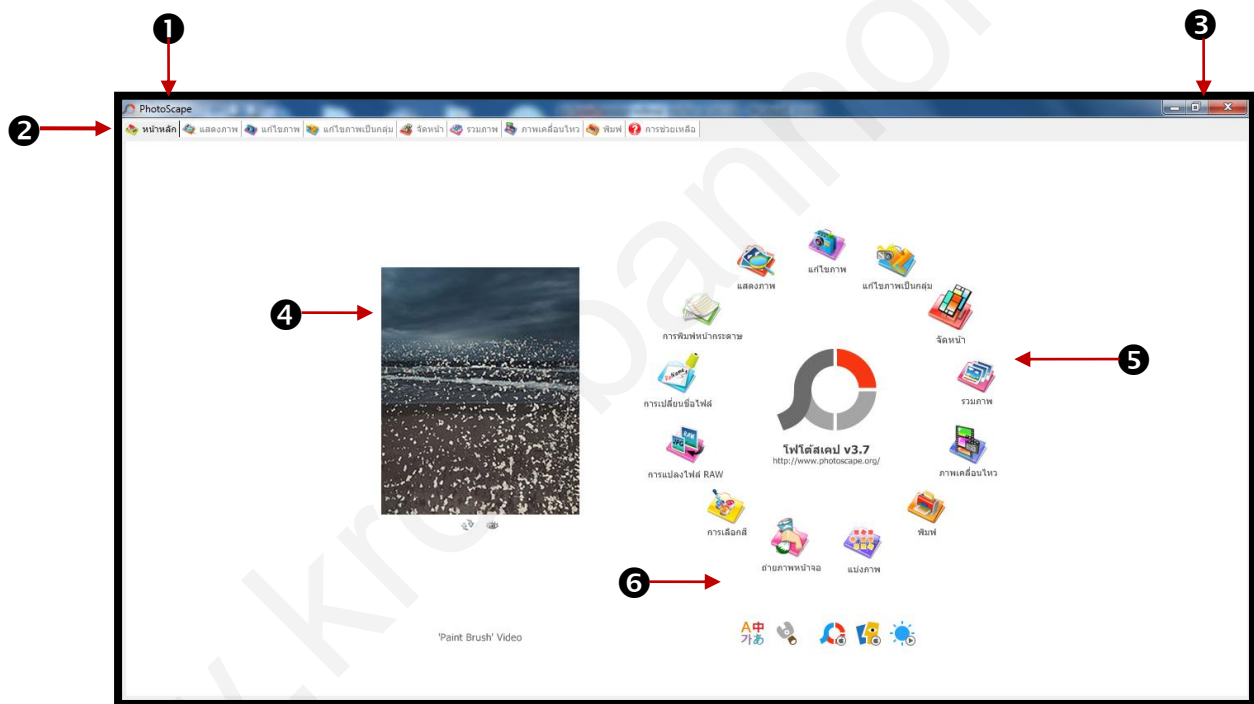 ❶
❸
PhotoScape
❷
หน้าหลัก แสดงภาพ แก้ไขภาพ แก้ไขภาพเป็นกลุ่ม จัดหน้า รวมภาพ ภาพเคลื่อนไหว พิมพ์ การช่วยเหลือ
แก้ไขภาพ
แสดงภาพ
แก้ไขภาพเป็นกลุ่ม
❹
การพิมพ์หน้ากระดาษ
จัดหน้า
❺
การเปลี่ยนชื่อไฟล์
รวมภาพ
โฟโต้สเคป v3.7
http://www.photoscape.org/
การแปลงไฟล์ RAW
ภาพเคลื่อนไหว
การเลือกสี
พิมพ์
ถ่ายภาพหน้าจอ
แบ่งภาพ
❻
'Paint Brush' Video
A中
가あ